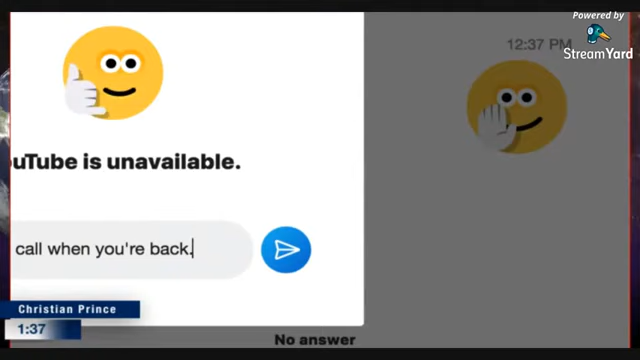 Powered by
StreamYard
12:37 PM
uTube is unavailable.
call when you're back.
Christian Prince
1:37
No answer